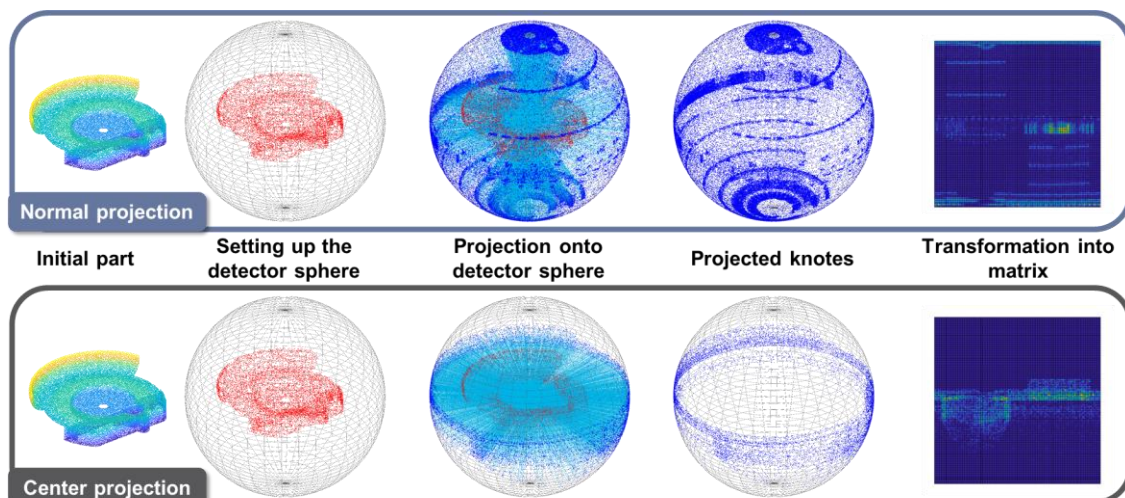 Normal projection
Initial part
Setting up the
detector sphere
Projection onto
detector sphere
Projected knotes
Transformation into
matrix
Center projection